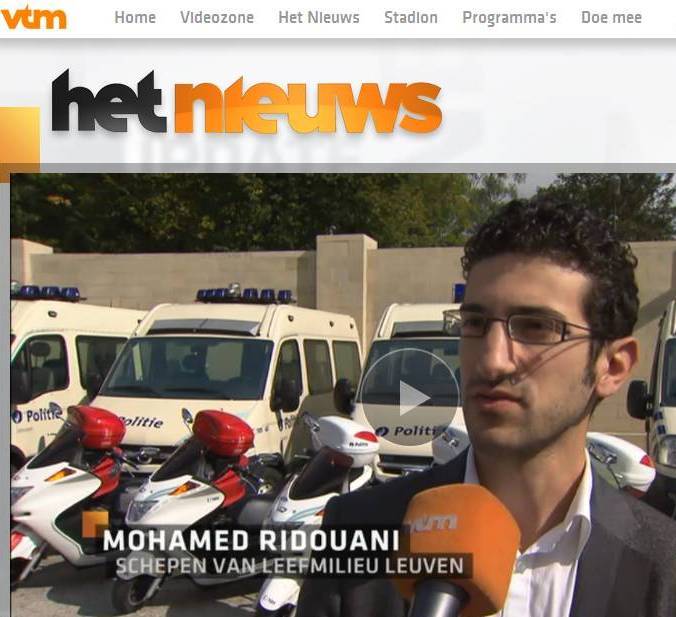 vtm
Home Videozone Het Nieuws Stadion Programma's Doe mee
het nieuws
UPDATE
Politie
Politie
Politie
vtm
MOHAMED RIDOUANI
SCHEPEN VAN LEEFMILIEU LEUVEN